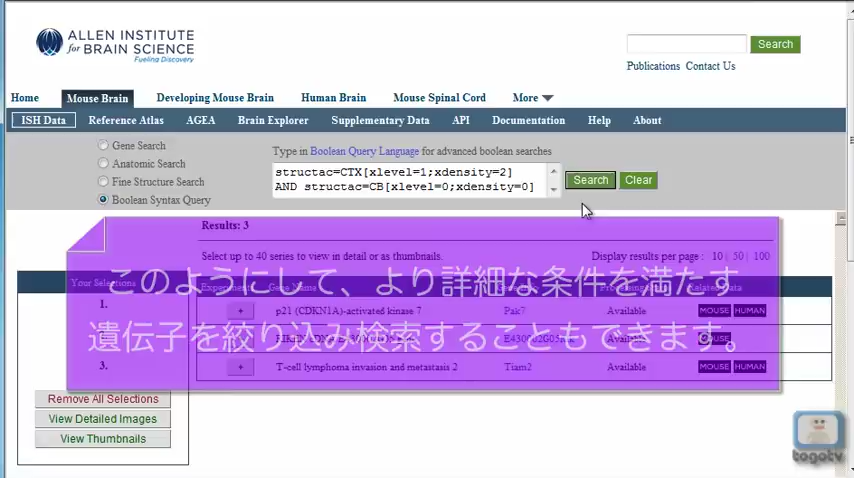 ALLEN INSTITUTE
for BRAIN SCIENCE
Fueling Discovery
Search
Publications Contact Us
Home Mouse Brain Developing Mouse Brain Human Brain Mouse Spinal Cord More
ISH Data Reference Atlas AGEA Brain Explorer Supplementary Data API Documentation Help About
Gene Search
Anatomic Search
Fine Structure Search
Boolean Syntax Query
Type in Boolean Query Language for advanced boolean searches
structac=CTX[xlevel=1;xdensity=2]
AND structac=CB[xlevel=0;xdensity=0]
Search Clear
Results: 3
Select up to 40 series to view in detail or as thumbnails. Display results per page : 10 | 50 | 100
Your Selections
このようにして、より詳細な条件を満たす
遺伝子を絞り込み検索することもできます。
1. + p21 (CDKN1A)-activated kinase 7 Pak7 Available MOUSE HUMAN
2. Available
3. + T-cell lymphoma invasion and metastasis 2 Tiam2 Available MOUSE HUMAN
Remove All Selections
View Detailed Images
View Thumbnails
togotv